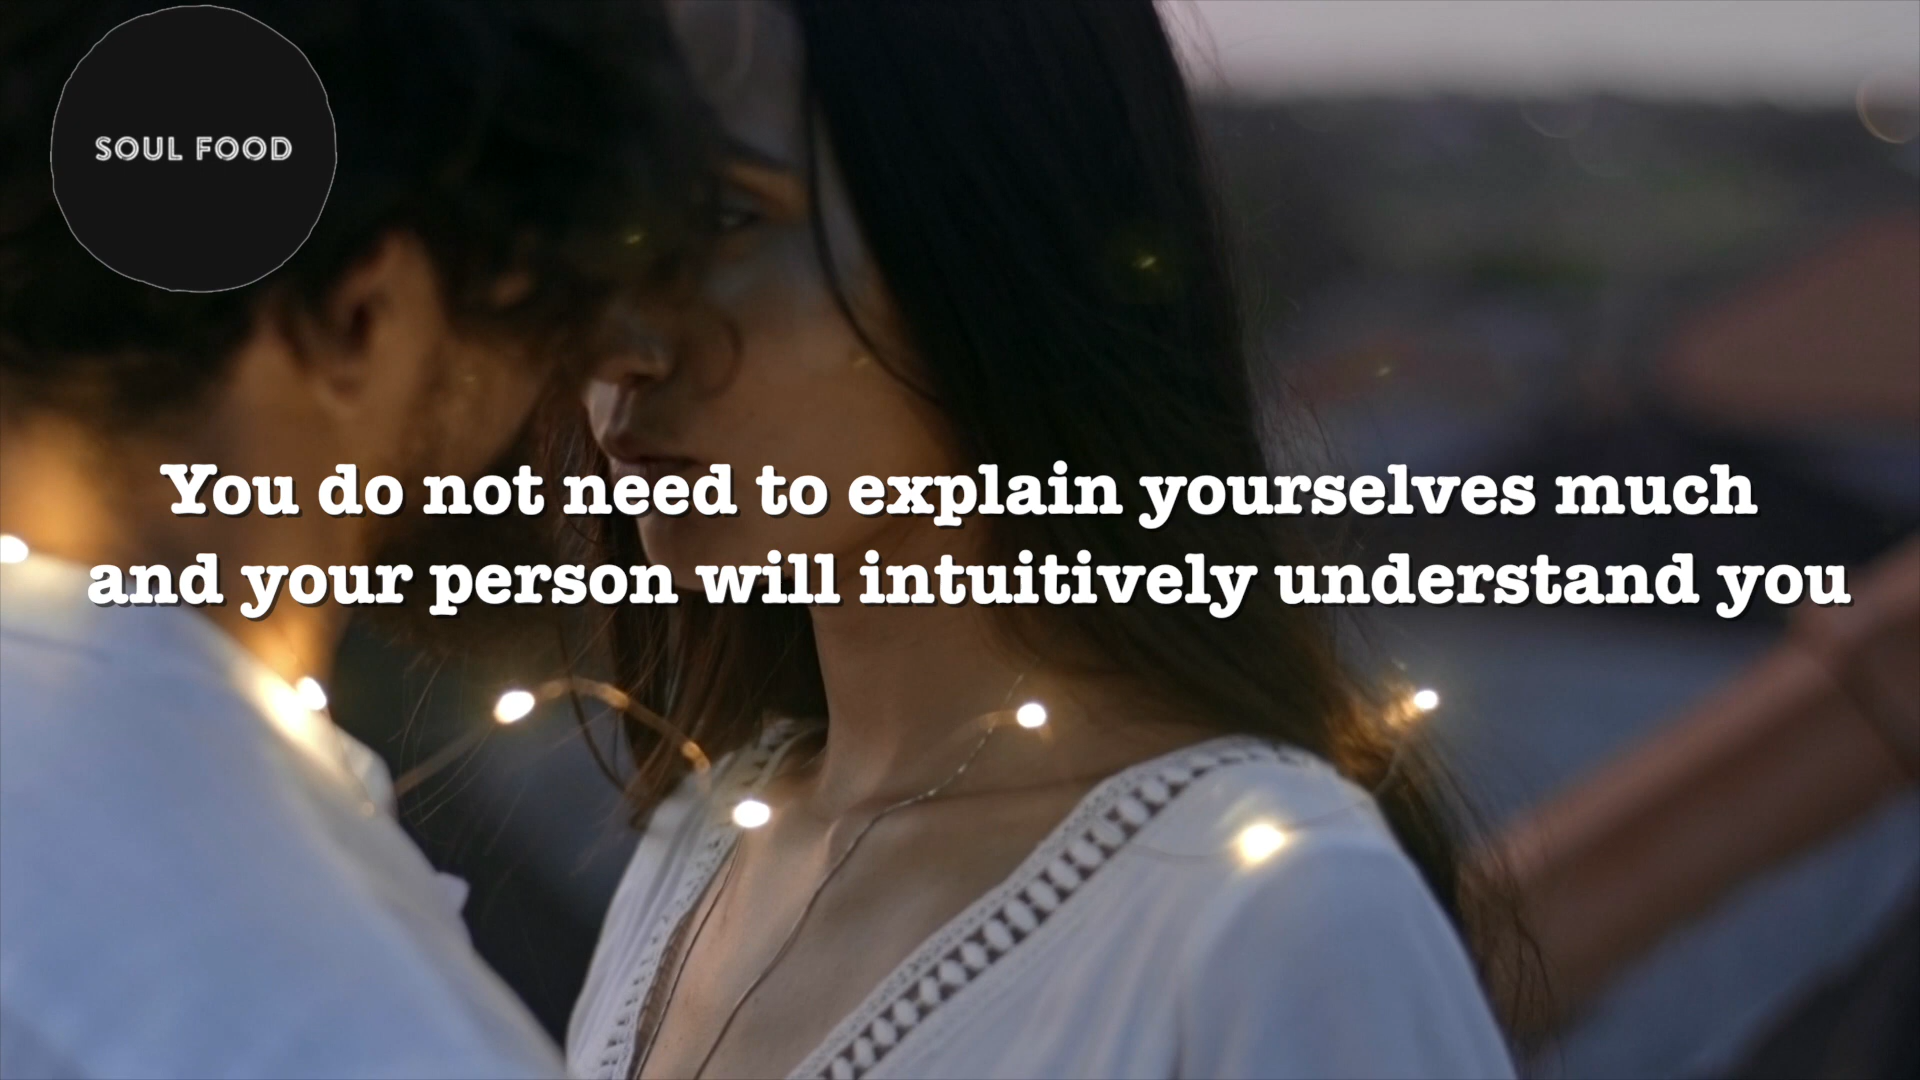 SOUL FOOD
You do not need to explain yourselves much
and your person will intuitively understand you